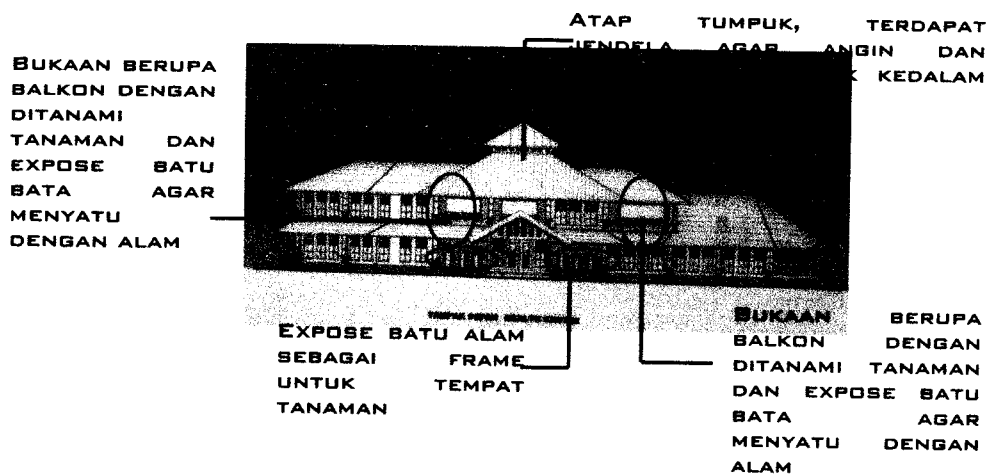 ATAP TUMPUK, TERDAPAT
JENDELA AGAR ANGIN DAN
KEDALAM
BUKAAN BERUPA
BALKON DENGAN
DITANAMI
TANAMAN DAN
EXPOSE BATU
BATA AGAR
MENYATU
DENGAN ALAM
EXPOSE BATU ALAM
SEBAGAI FRAME
UNTUK TEMPAT
TANAMAN
BUKAAN BERUPA
BALKON DENGAN
DITANAMI TANAMAN
DAN EXPOSE BATU
BATA AGAR
MENYATU DENGAN
ALAM